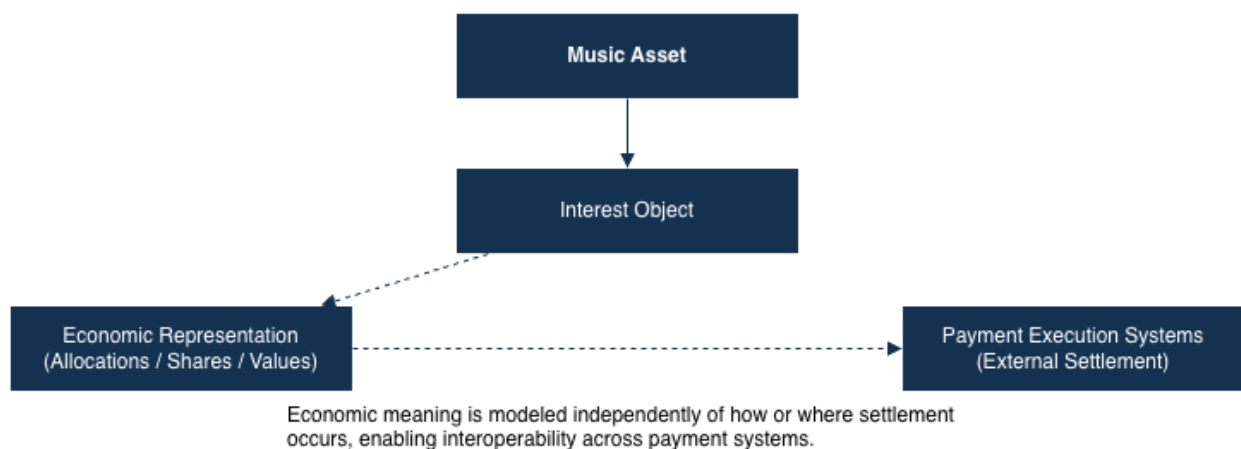 Music Asset
Interest Object
Economic Representation
(Allocations / Shares / Values)
Payment Execution Systems
(External Settlement)
Economic meaning is modeled independently of how or where settlement
occurs, enabling interoperability across payment systems.